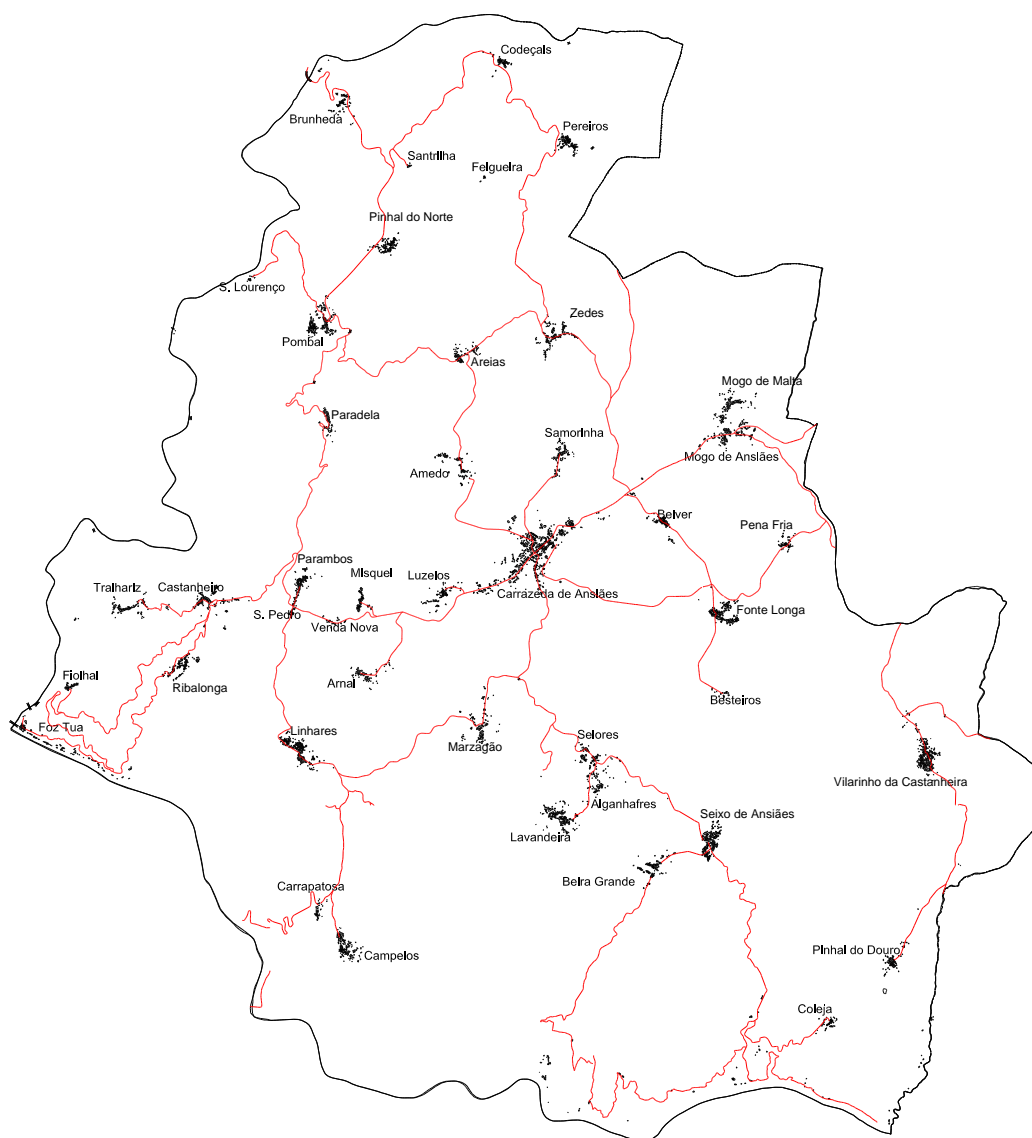 Codeçais
Brunheda
Pereiros
Santrilha
Felgueira
Pinhal do Norte
S. Lourenço
Zedes
Pombal
Areias
Mogo de Malta
Paradela
Samorinha
Mogo de Ansiães
Amedo
Belver
Pena Fria
Parambos
Misquel
Luzelos
Tralhariz
Castanheiro
Carrazeda de Ansiães
S. Pedro
Venda Nova
Fonte Longa
Fiolhal
Ribalonga
Arnal
Besteiros
Foz Tua
Linhares
Marzagão
Selores
Vilarinho da Castanheira
Alganhafres
Seixo de Ansiães
Lavandeira
Beira Grande
Carrapatosa
Campelos
Pinhal do Douro
Coleja